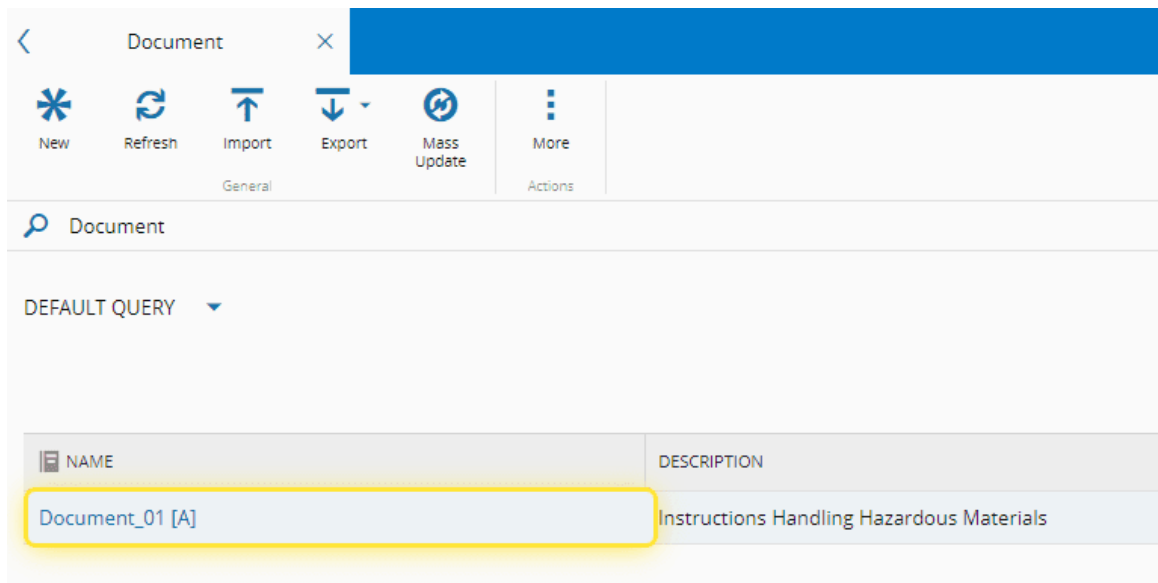 Document
New
Refresh
Import
Export
Mass
Update
More
General
Actions
Document
DEFAULT QUERY
NAME
DESCRIPTION
Document_01 [A]
Instructions Handling Hazardous Materials